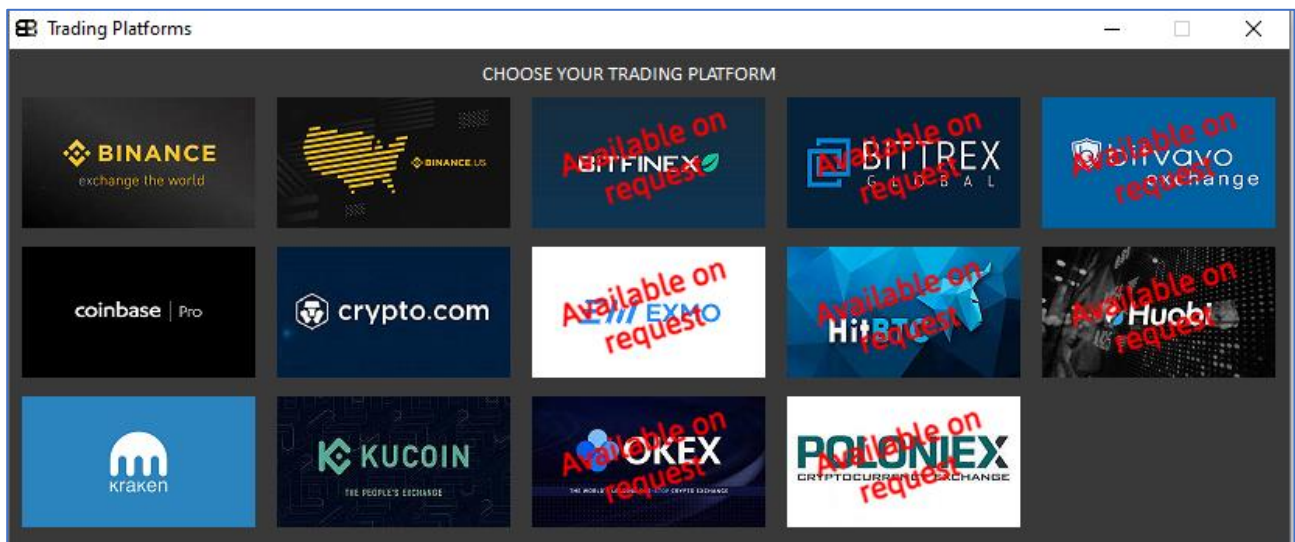 Trading Platforms
CHOOSE YOUR TRADING PLATFORM
BINANCE
exchange the world
BINANCE.US
BITFINEX
Available on
request
BITTREX
GLOBAL
Available on
request
bitvavo
exchange
Available on
request
coinbase | Pro
crypto.com
EXMO
Available on
request
HitBTC
Available on
request
Huobi
Available on
request
kraken
KUCOIN
THE PEOPLE'S EXCHANGE
OKEX
Available on
request
POLONIEX
CRYPTOCURRENCY EXCHANGE
Available on
request